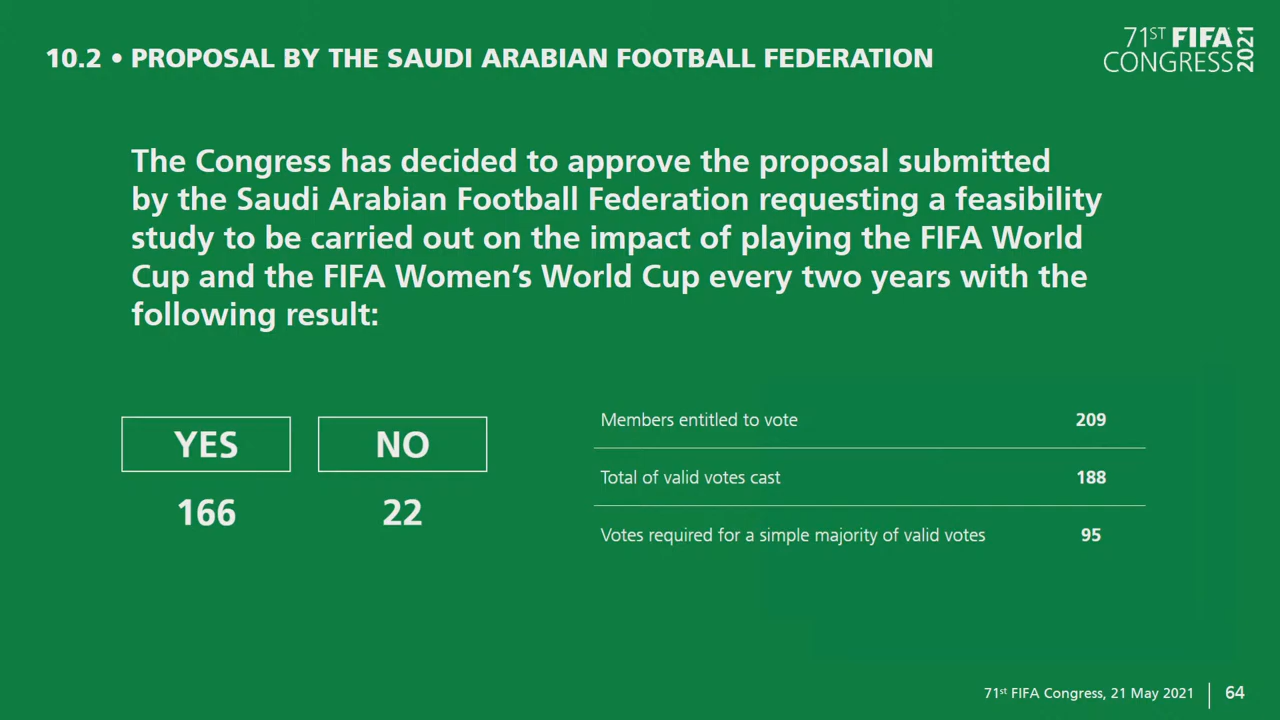 10.2 • PROPOSAL BY THE SAUDI ARABIAN FOOTBALL FEDERATION
71ST FIFA
CONGRESS
2021
The Congress has decided to approve the proposal submitted
by the Saudi Arabian Football Federation requesting a feasibility
study to be carried out on the impact of playing the FIFA World
Cup and the FIFA Women’s World Cup every two years with the
following result:
YES NO
166 22
Members entitled to vote 209
Total of valid votes cast 188
Votes required for a simple majority of valid votes 95
71st FIFA Congress, 21 May 2021 64